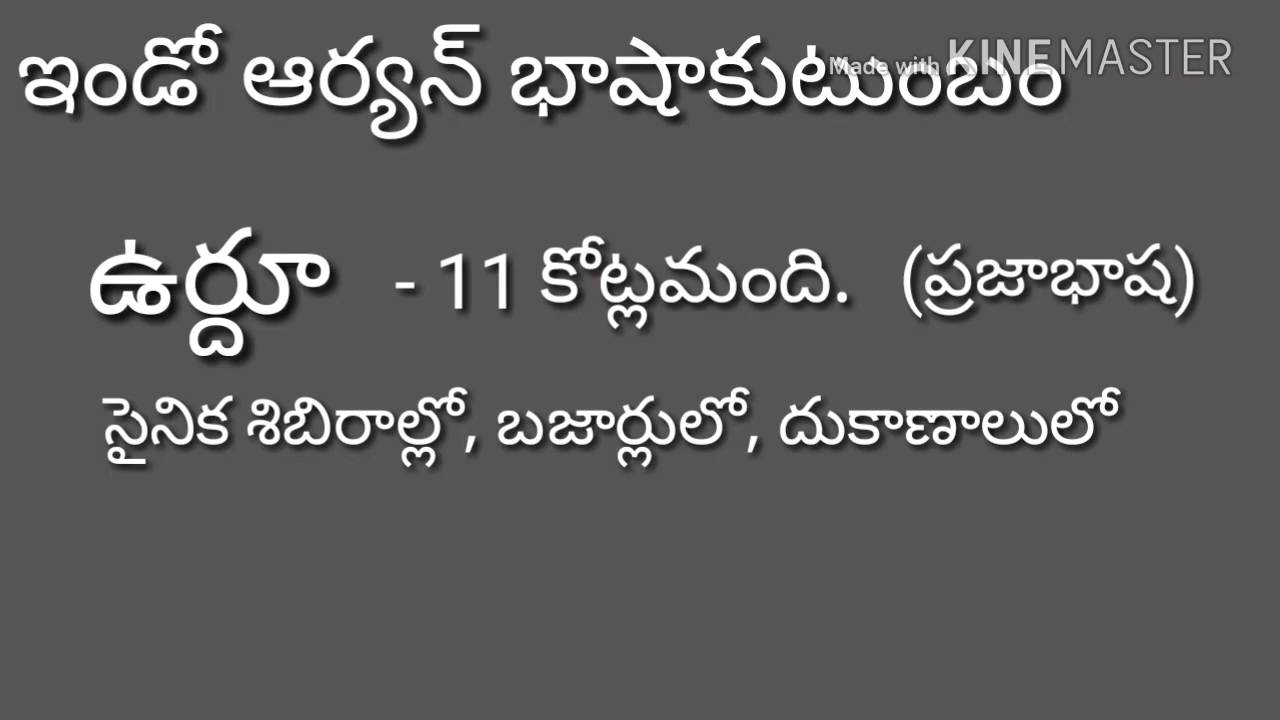 ఇండో ఆర్యన్ భాషాకుటుంబం
Made with KINEMASTER
ఉర్దూ - 11 కోట్లమంది. (ప్రజాభాష)
సైనిక శిబిరాల్లో, బజార్లులో, దుకాణాలులో